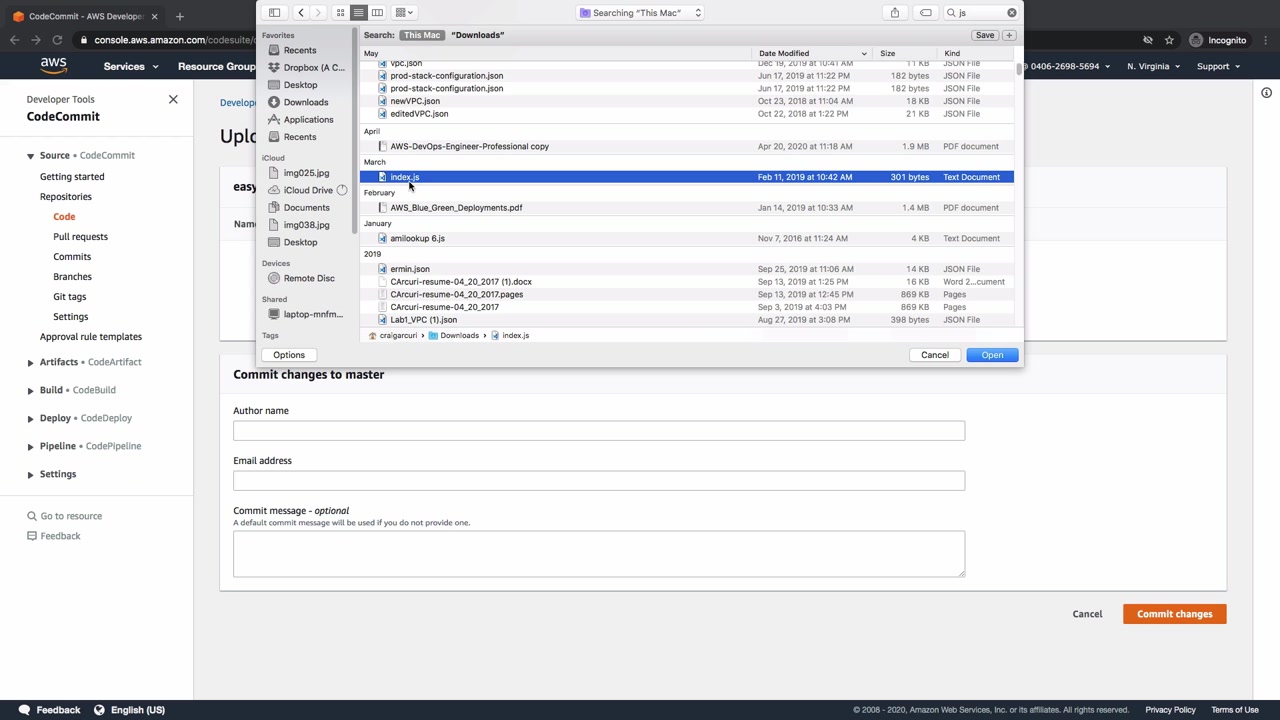 CodeCommit - AWS Developer
Searching "This Mac"
js
console.aws.amazon.com/codesuite/
Incognito
Search: This Mac "Downloads" Save
aws Services Resource Group
@ 0406-2698-5694 N. Virginia Support
Developer Tools
CodeCommit
Source • CodeCommit
Getting started
Repositories
Code
Pull requests
Commits
Branches
Git tags
Settings
Approval rule templates
Artifacts • CodeArtifact
Build • CodeBuild
Deploy • CodeDeploy
Pipeline • CodePipeline
Settings
Go to resource
Feedback
Develope
Uplo
easy
Name
Favorites
Recents
Dropbox (A C...
Desktop
Downloads
Applications
Recents
iCloud
img025.jpg
iCloud Drive
Documents
img038.jpg
Desktop
Devices
Remote Disc
Shared
laptop-mnfm...
Tags
May Date Modified Size Kind
vpc.json Dec 19, 2019 at 10:41 AM 11 KB JSON File
prod-stack-configuration.json Jun 17, 2019 at 11:22 PM 182 bytes JSON File
prod-stack-configuration.json Jun 17, 2019 at 11:22 PM 182 bytes JSON File
newVPC.json Oct 23, 2018 at 11:04 AM 18 KB JSON File
editedVPC.json Oct 22, 2018 at 1:22 PM 21 KB JSON File
April
AWS-DevOps-Engineer-Professional copy Apr 20, 2020 at 11:18 AM 1.9 MB PDF document
March
index.js Feb 11, 2019 at 10:42 AM 301 bytes Text Document
February
AWS_Blue_Green_Deployments.pdf Jan 14, 2019 at 10:33 AM 1.4 MB PDF document
January
amilookup 6.js Nov 7, 2016 at 11:24 AM 4 KB Text Document
2019
ermin.json Sep 25, 2019 at 11:06 AM 14 KB JSON File
CArcuri-resume-04_20_2017 (1).docx Sep 13, 2019 at 1:25 PM 16 KB Word 2...cument
CArcuri-resume-04_20_2017.pages Sep 13, 2019 at 12:45 PM 869 KB Pages
CArcuri-resume-04_20_2017 Sep 3, 2019 at 4:03 PM 869 KB Pages
Lab1_VPC (1).json Aug 27, 2019 at 3:08 PM 398 bytes JSON File
craigarcuri › Downloads › index.js
Options Cancel Open
Commit changes to master
Author name
Email address
Commit message - optional
A default commit message will be used if you do not provide one.
Cancel Commit changes
Feedback English (US) © 2008 - 2020, Amazon Web Services, Inc. or its affiliates. All rights reserved. Privacy Policy Terms of Use